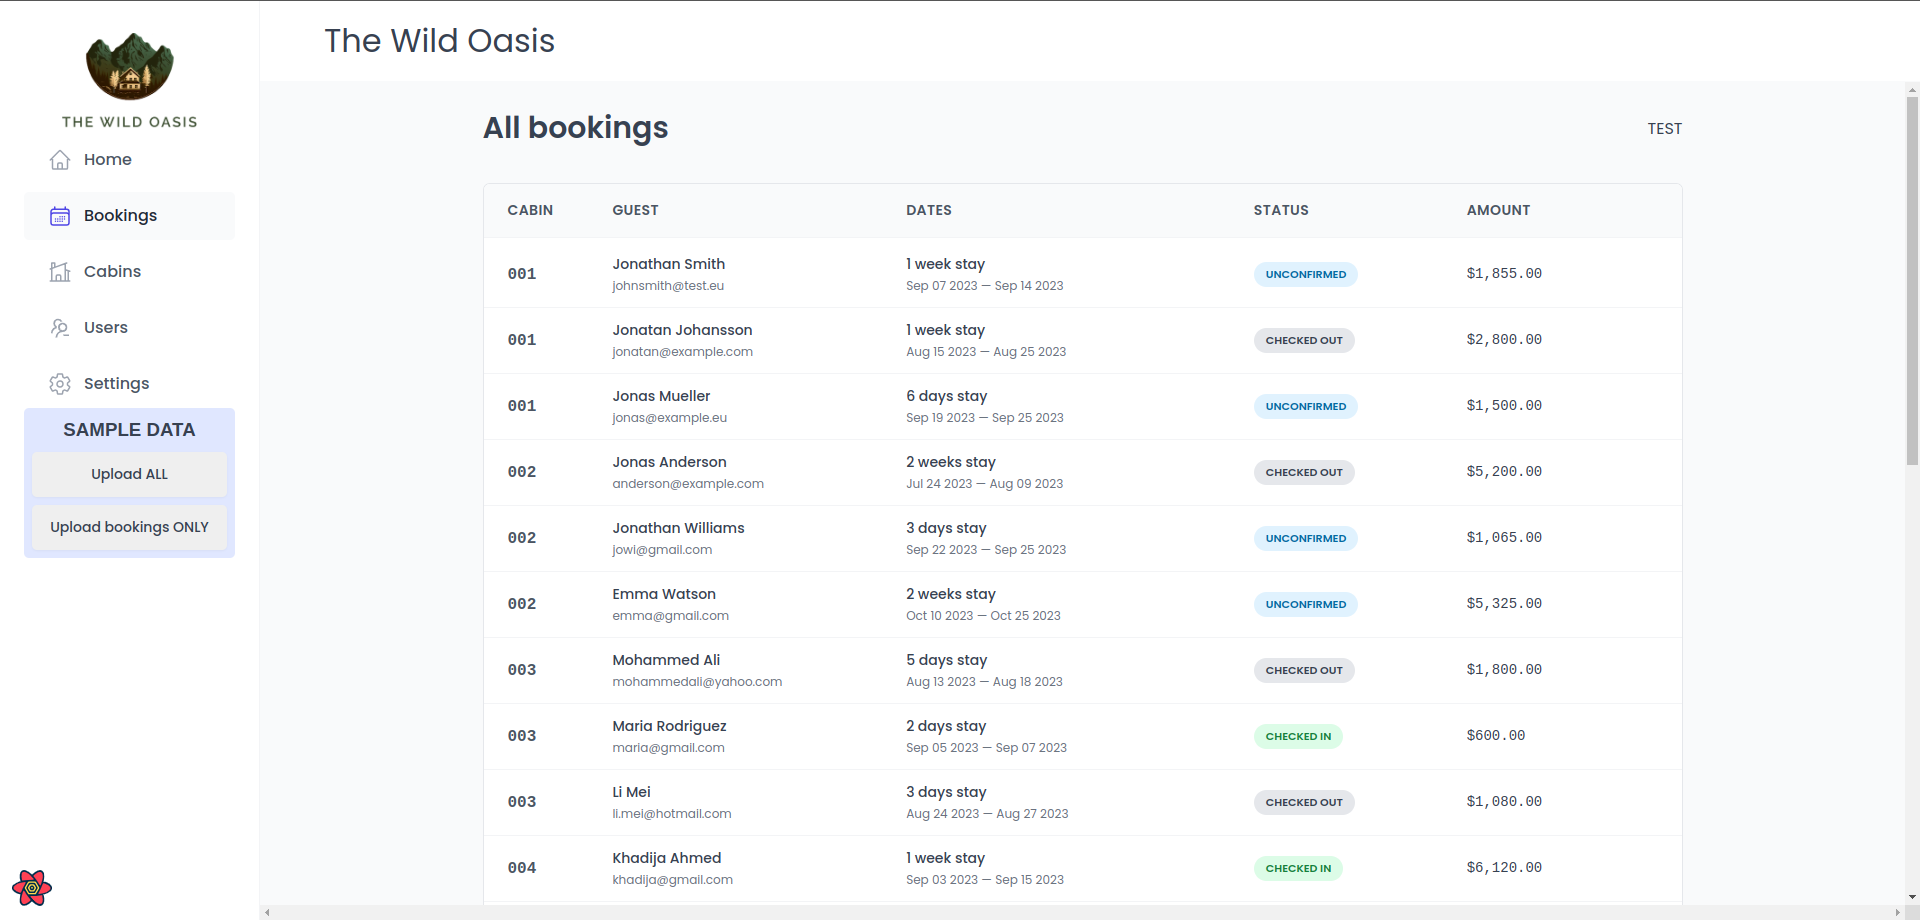 THE WILD OASIS
Home
Bookings
Cabins
Users
Settings
SAMPLE DATA
Upload ALL
Upload bookings ONLY
The Wild Oasis
All bookings
TEST
CABIN GUEST DATES STATUS AMOUNT
001 Jonathan Smith 1 week stay UNCONFIRMED $1,855.00
johnsmith@test.eu Sep 07 2023 — Sep 14 2023
001 Jonatan Johansson 1 week stay CHECKED OUT $2,800.00
jonatan@example.com Aug 15 2023 — Aug 25 2023
001 Jonas Mueller 6 days stay UNCONFIRMED $1,500.00
jonas@example.eu Sep 19 2023 — Sep 25 2023
002 Jonas Anderson 2 weeks stay CHECKED OUT $5,200.00
anderson@example.com Jul 24 2023 — Aug 09 2023
002 Jonathan Williams 3 days stay UNCONFIRMED $1,065.00
jowi@gmail.com Sep 22 2023 — Sep 25 2023
002 Emma Watson 2 weeks stay UNCONFIRMED $5,325.00
emma@gmail.com Oct 10 2023 — Oct 25 2023
003 Mohammed Ali 5 days stay CHECKED OUT $1,800.00
mohammedali@yahoo.com Aug 13 2023 — Aug 18 2023
003 Maria Rodriguez 2 days stay CHECKED IN $600.00
maria@gmail.com Sep 05 2023 — Sep 07 2023
003 Li Mei 3 days stay CHECKED OUT $1,080.00
li.mei@hotmail.com Aug 24 2023 — Aug 27 2023
004 Khadija Ahmed 1 week stay CHECKED IN $6,120.00
khadija@gmail.com Sep 03 2023 — Sep 15 2023